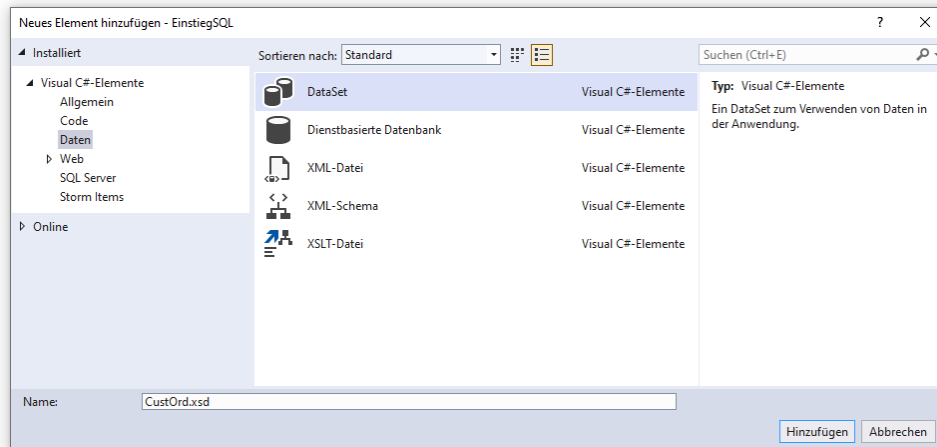 Neues Element hinzufügen - EinstiegSQL
?
Installiert
Sortieren nach: Standard
Suchen (Ctrl+E)
Visual C#-Elemente
Allgemein
Code
Daten
Web
SQL Server
Storm Items
Online
DataSet Visual C#-Elemente
Dienstbasierte Datenbank Visual C#-Elemente
XML-Datei Visual C#-Elemente
XML-Schema Visual C#-Elemente
XSLT-Datei Visual C#-Elemente
Typ: Visual C#-Elemente
Ein DataSet zum Verwenden von Daten in
der Anwendung.
Name: CustOrd.xsd
Hinzufügen Abbrechen